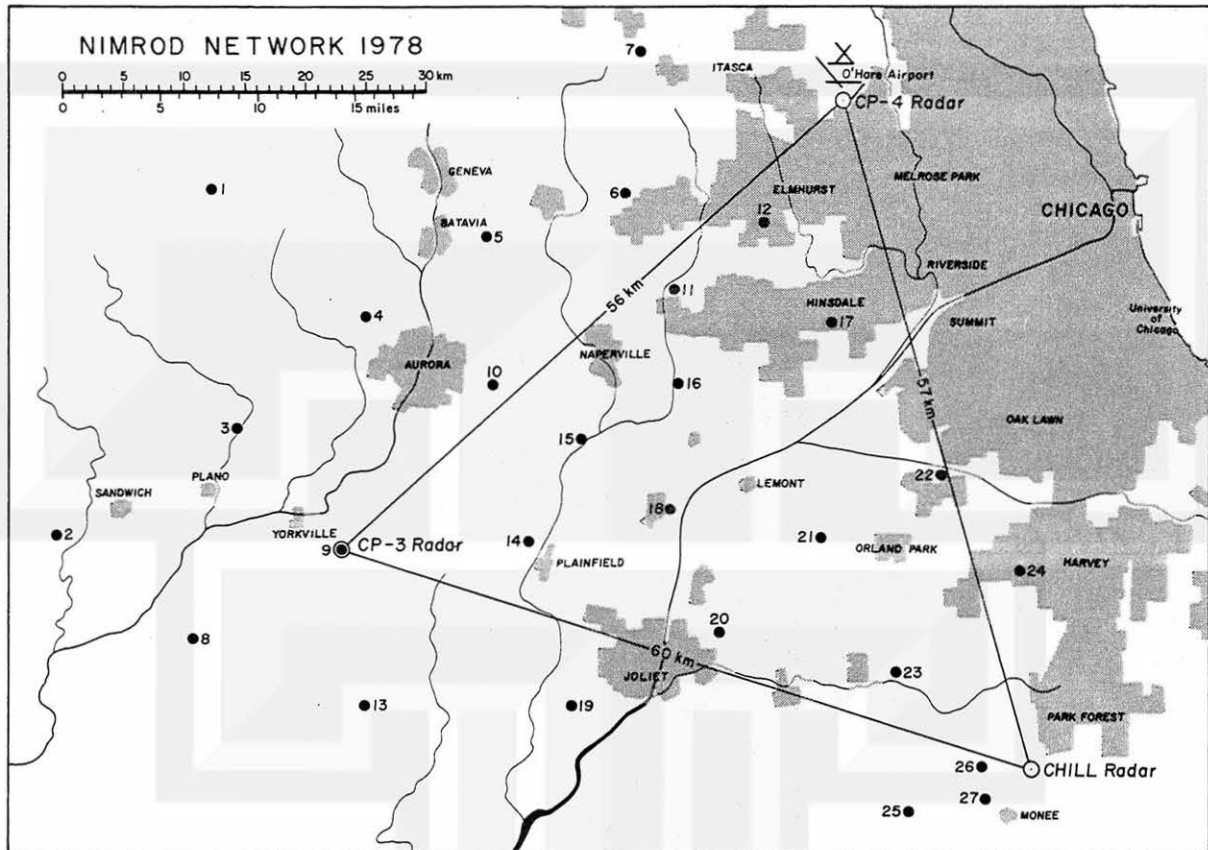 NIMROD NETWORK 1978
0 5 10 15 20 25 30 km
0 5 10 15 miles
7
ITASCA
O'Hare Airport
CP-4 Radar
GENEVA
1
6
ELMHURST
MELROSE PARK
12
CHICAGO
BATAVIA
5
RIVERSIDE
56 km
11
HINSDALE
17
SUMMIT
University
of
Chicago
4
NAPERVILLE
AURORA
10
16
57 km
OAK LAWN
3
15
PLANO
SANDWICH
LEMONT
22
18
2
YORKVILLE
9
CP-3 Radar
14
PLAINFIELD
21
ORLAND PARK
HARVEY
24
8
20
60 km
JOLIET
23
13
19
PARK FOREST
26
CHILL Radar
27
25
MONEE